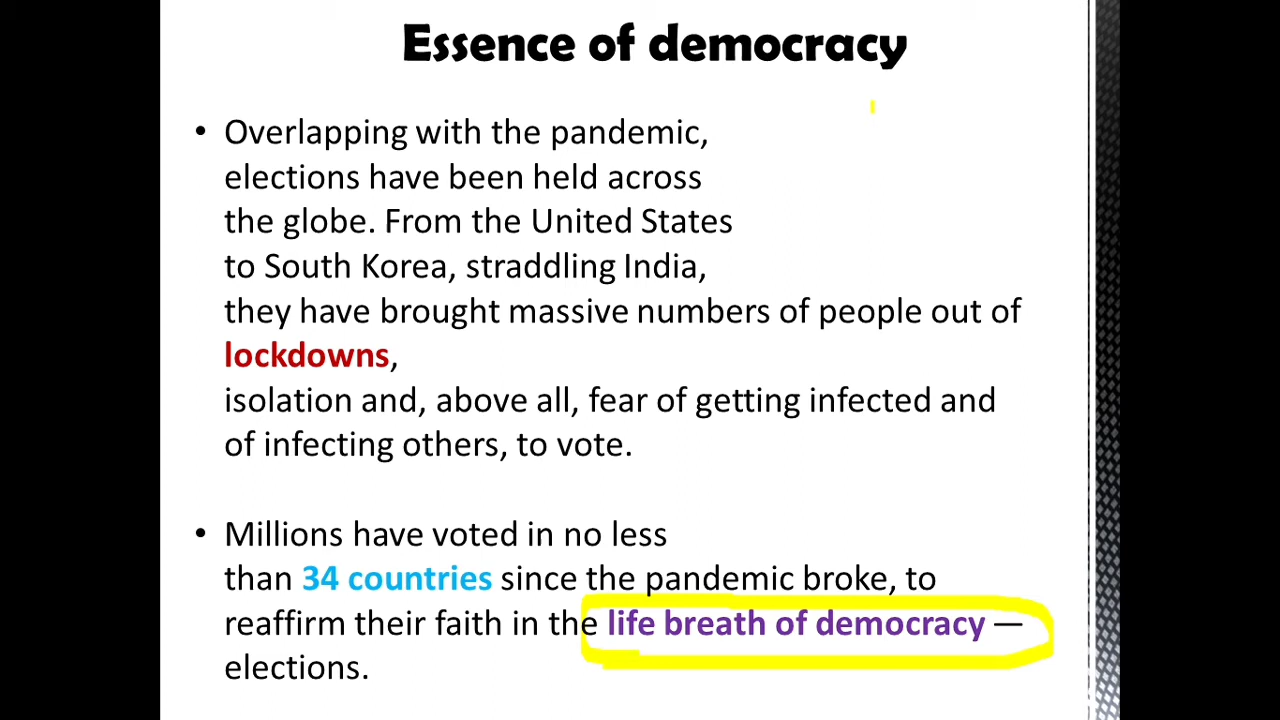 Essence of democracy
• Overlapping with the pandemic,
elections have been held across
the globe. From the United States
to South Korea, straddling India,
they have brought massive numbers of people out of
lockdowns,
isolation and, above all, fear of getting infected and
of infecting others, to vote.
• Millions have voted in no less
than 34 countries since the pandemic broke, to
reaffirm their faith in the life breath of democracy —
elections.